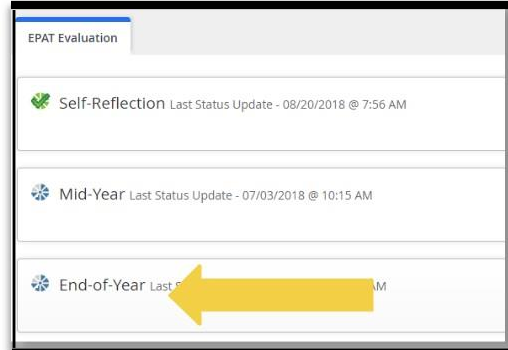 EPAT Evaluation
Self-Reflection Last Status Update - 08/20/2018 @ 7:56 AM
Mid-Year Last Status Update - 07/03/2018 @ 10:15 AM
End-of-Year Last